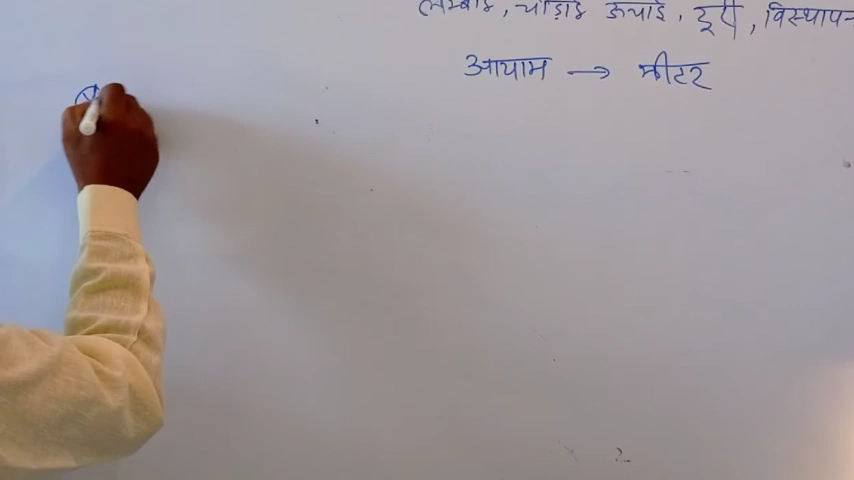 लम्बाई, चौड़ाई ऊंचाई, दूरी, विस्थापन
आयाम → मीटर